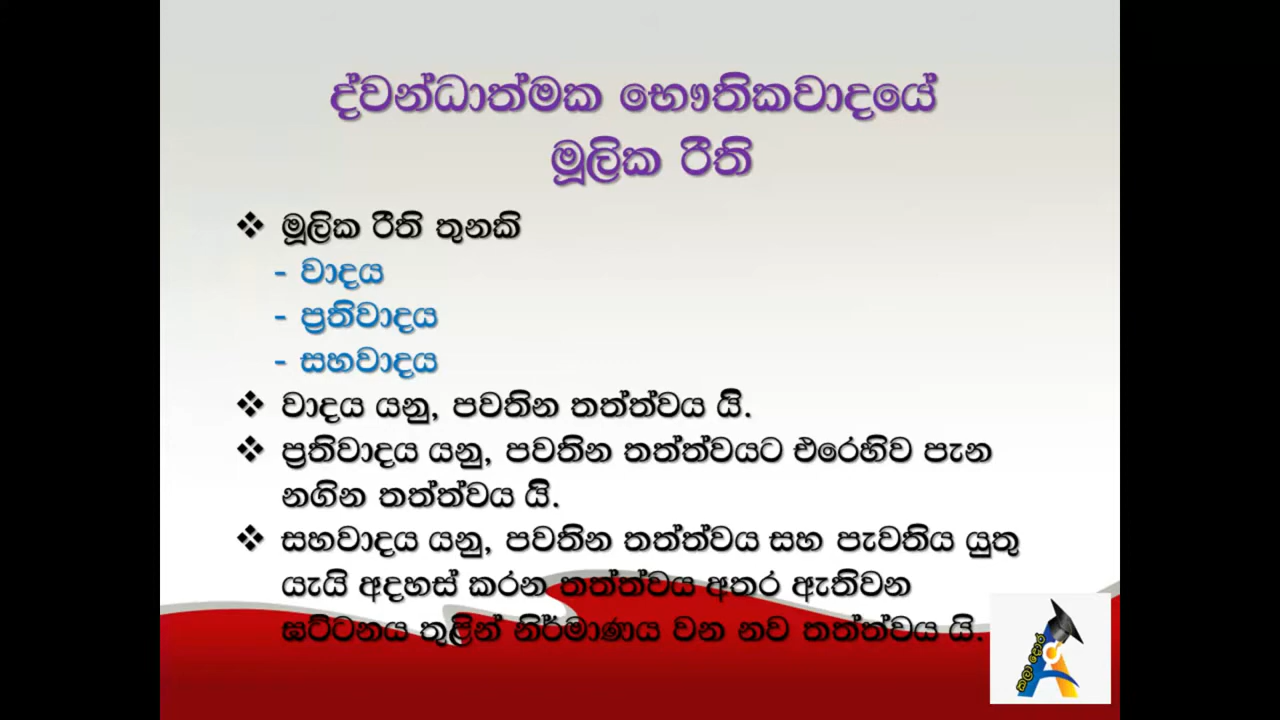 ද්වන්ධාත්මක භෞතිකවාදයේ
මූලික රීති
❖ මූලික රීති තුනකි
- වාදය
- ප්‍රතිවාදය
- සහවාදය
❖ වාදය යනු, පවතින තත්ත්වය යි.
❖ ප්‍රතිවාදය යනු, පවතින තත්ත්වයට එරෙහිව පැන
නගින තත්ත්වය යි.
❖ සහවාදය යනු, පවතින තත්ත්වය සහ පැවතිය යුතු
යැයි අදහස් කරන තත්ත්වය අතර ඇතිවන
ඝට්ටනය තුළින් නිර්මාණය වන නව තත්ත්වය යි.
කලා දොර